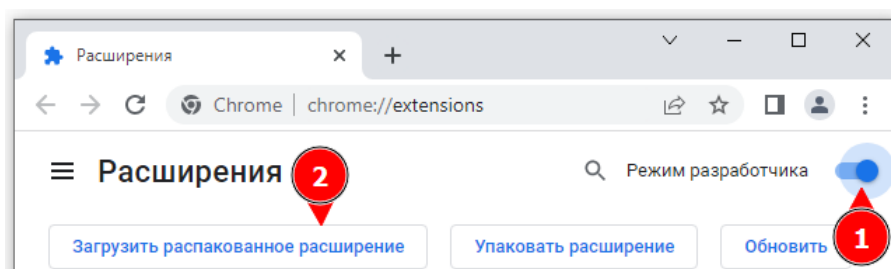 Расширения
Chrome | chrome://extensions
Расширения 2 Режим разработчика
1
Загрузить распакованное расширение Упаковать расширение Обновить